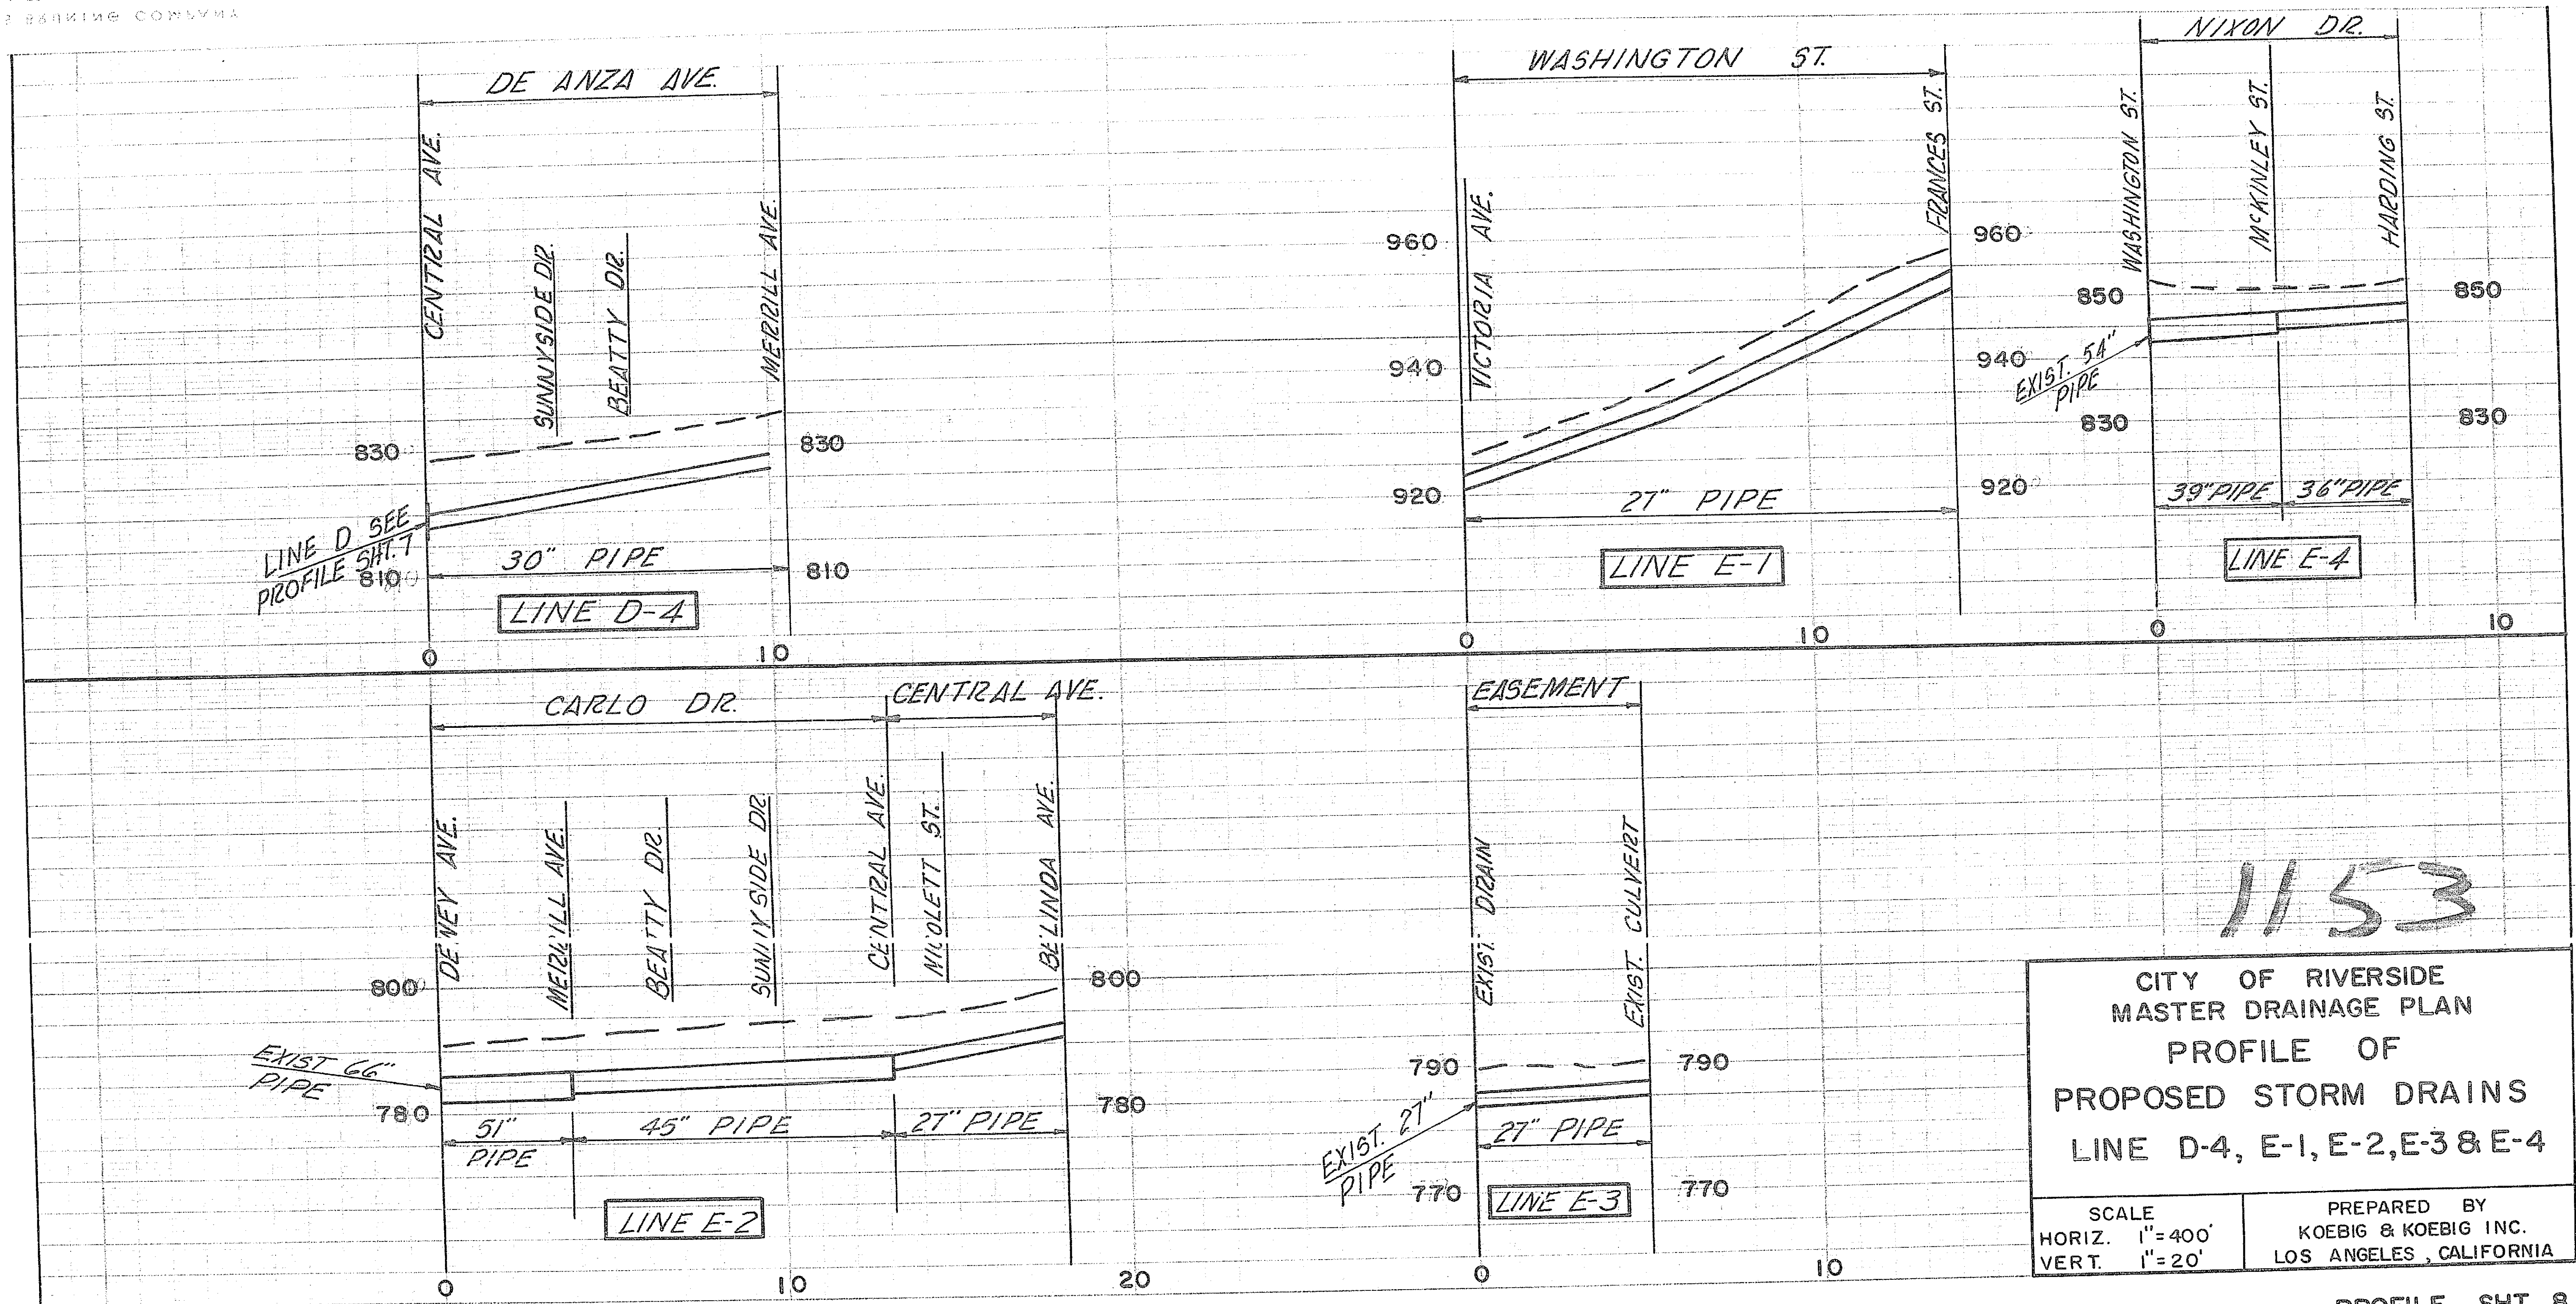 DE ANZA AVE.
CENTRAL AVE.
SUNNYSIDE DR.
BEATTY DR.
MERRILL AVE.
830
830
LINE D SEE
PROFILE SHT. 7
810
810
30" PIPE
LINE D-4
0
10
WASHINGTON ST.
VICTORIA AVE.
FRANCES ST.
960
960
940
940
920
920
27" PIPE
LINE E-1
0
10
NIXON DR.
WASHINGTON ST.
McKINLEY ST.
HARDING ST.
850
850
EXIST. 54"
PIPE
830
830
39" PIPE
36" PIPE
LINE E-4
0
10
CARLO DR.
CENTRAL AVE.
DENEY AVE.
MERRILL AVE.
BEATTY DR.
SUNNYSIDE DR.
CENTRAL AVE.
NICOLETT ST.
BELINDA AVE.
800
800
EXIST 66"
PIPE
780
780
51"
PIPE
45" PIPE
27" PIPE
LINE E-2
0
10
20
EASEMENT
EXIST. DRAIN
EXIST. CULVERT
790
790
EXIST. 27"
PIPE
27" PIPE
770
770
LINE E-3
0
10
1153
CITY OF RIVERSIDE
MASTER DRAINAGE PLAN
PROFILE OF
PROPOSED STORM DRAINS
LINE D-4, E-1, E-2, E-3 & E-4
SCALE
HORIZ. 1"=400'
VERT. 1"=20'
PREPARED BY
KOEBIG & KOEBIG INC.
LOS ANGELES, CALIFORNIA
PROFILE SHT. 8